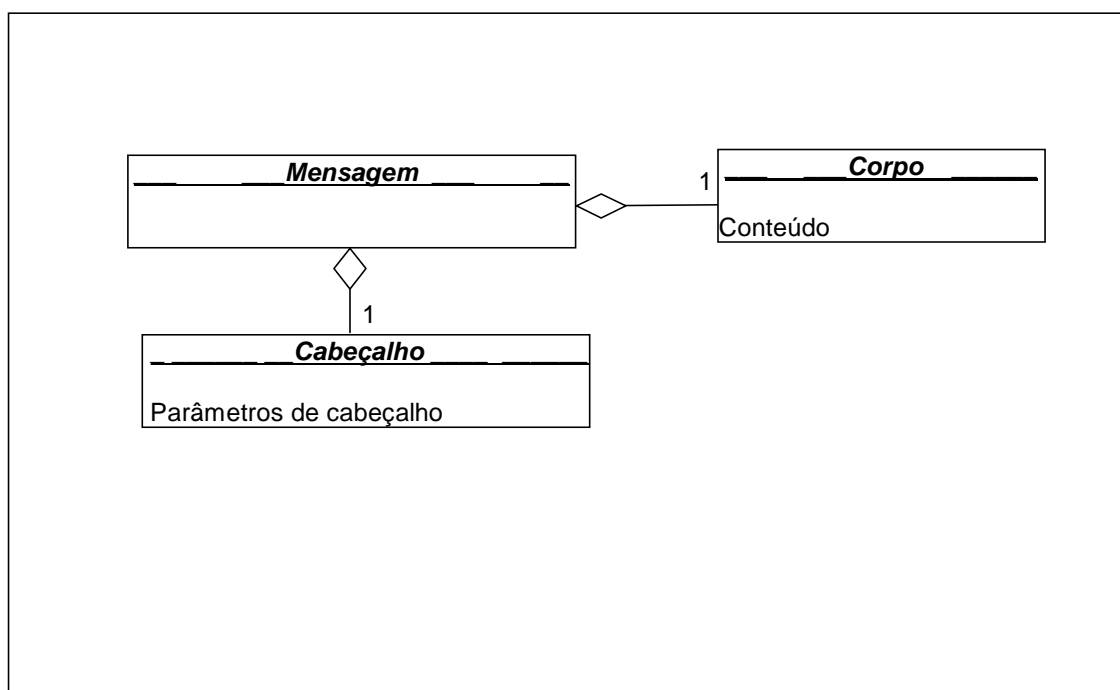 Mensagem
1
Corpo
Conteúdo
1
Cabeçalho
Parâmetros de cabeçalho